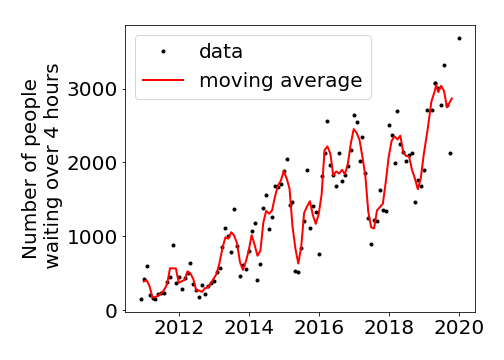 data
moving average
Number of people
waiting over 4 hours
3000
2000
1000
0
2012 2014 2016 2018 2020